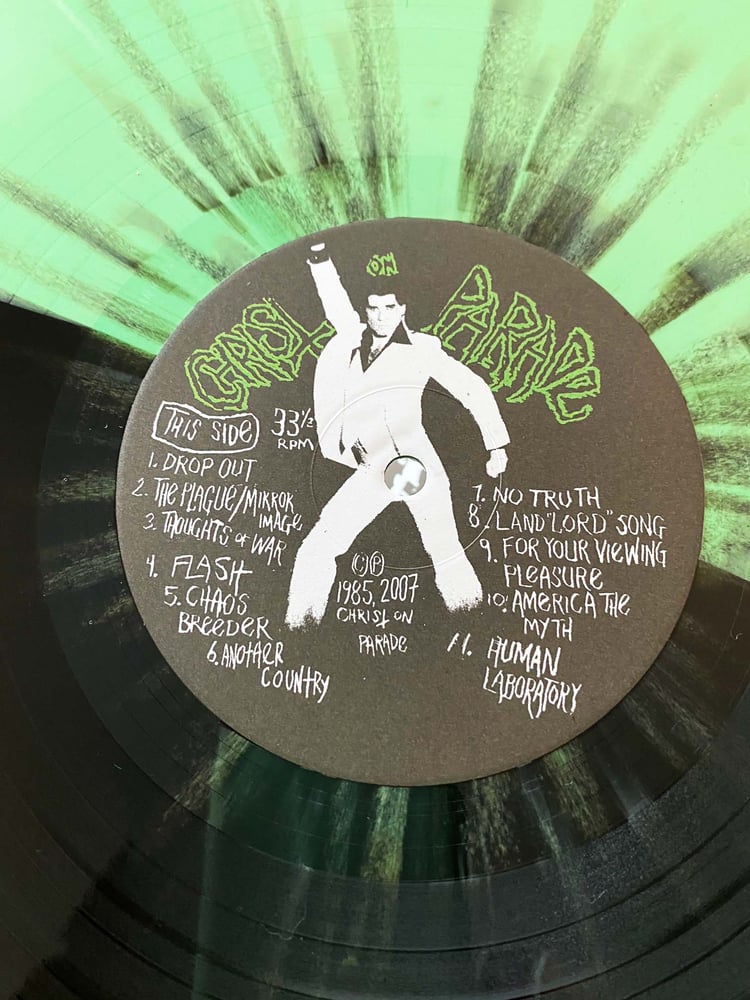 CHRIST ON PARADE
THIS SIDE
33 1/3
RPM
1. DROP OUT
2. THE PLAGUE/MIRROR
IMAGE
3. THOUGHTS OF WAR
4. FLASH
5. CHAOS
BREEDER
6. ANOTHER
COUNTRY
©℗
1985, 2007
CHRIST ON
PARADE
7. NO TRUTH
8. LAND"LORD" SONG
9. FOR YOUR VIEWING
PLEASURE
10. AMERICA THE
MYTH
11. HUMAN
LABORATORY